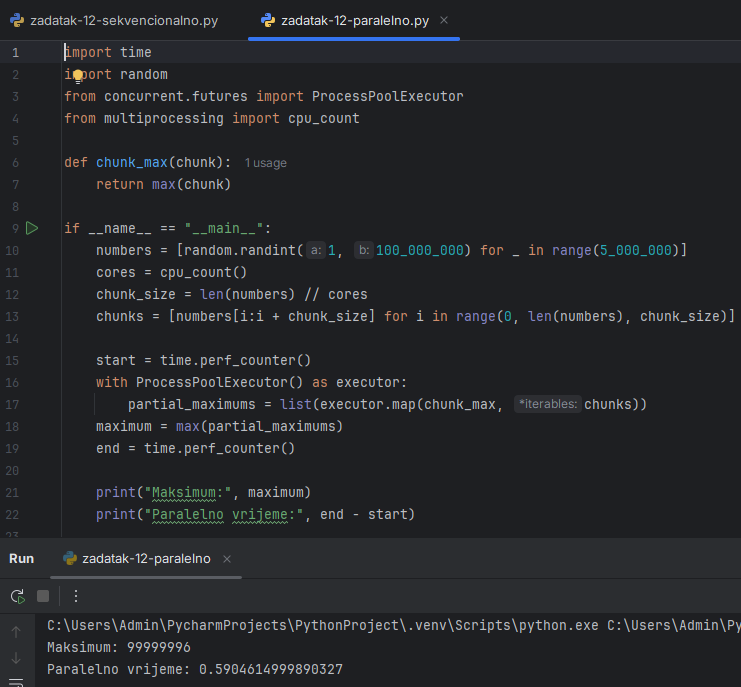 zadatak-12-sekvencionalno.py zadatak-12-paralelno.py
1 import time
2 import random
3 from concurrent.futures import ProcessPoolExecutor
4 from multiprocessing import cpu_count
5
6 def chunk_max(chunk): 1 usage
7 return max(chunk)
8
9 if __name__ == "__main__":
10 numbers = [random.randint( a: 1, b: 100_000_000) for _ in range(5_000_000)]
11 cores = cpu_count()
12 chunk_size = len(numbers) // cores
13 chunks = [numbers[i:i + chunk_size] for i in range(0, len(numbers), chunk_size)]
14
15 start = time.perf_counter()
16 with ProcessPoolExecutor() as executor:
17 partial_maximums = list(executor.map(chunk_max, *iterables: chunks))
18 maximum = max(partial_maximums)
19 end = time.perf_counter()
20
21 print("Maksimum:", maximum)
22 print("Paralelno vrijeme:", end - start)
23
Run zadatak-12-paralelno
C:\Users\Admin\PycharmProjects\PythonProject\.venv\Scripts\python.exe C:\Users\Admin\Py
Maksimum: 99999996
Paralelno vrijeme: 0.5904614999890327